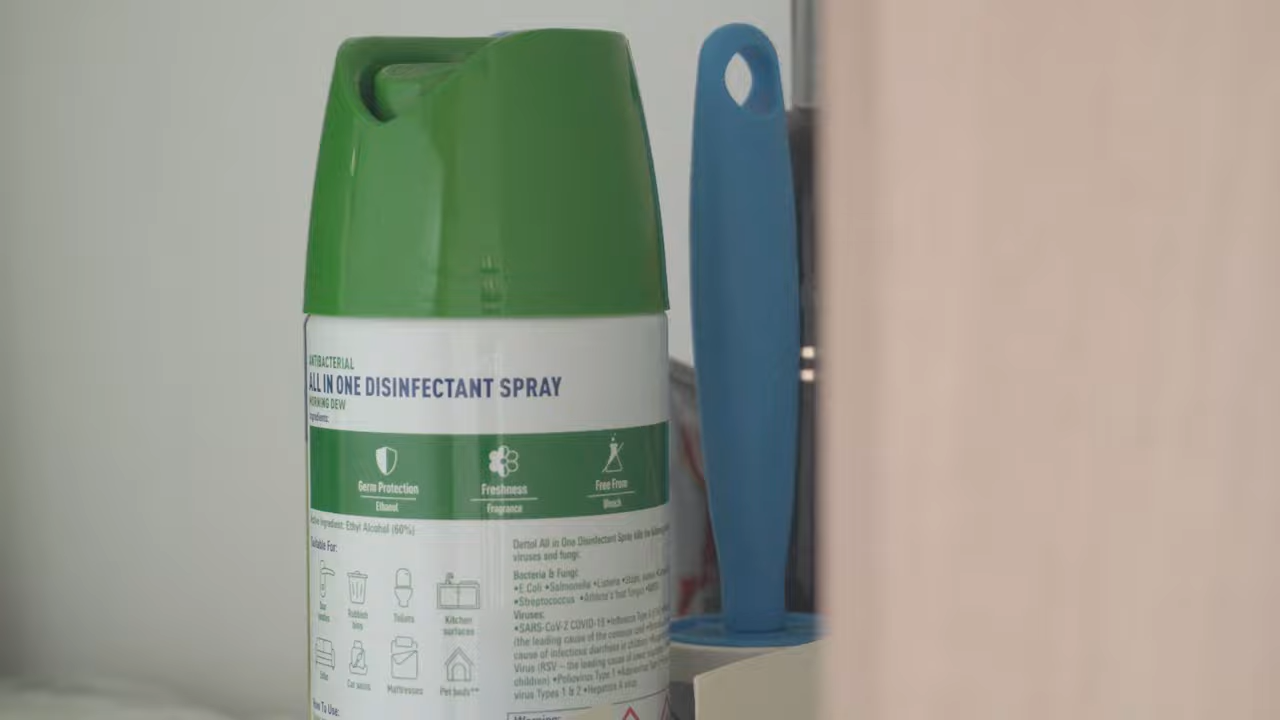 ANTIBACTERIAL
ALL IN ONE DISINFECTANT SPRAY
MORNING DEW
Ingredients:
Germ Protection
Ethanol
Freshness
Fragrance
Free From
Bleach
Active Ingredient: Ethyl Alcohol (60%)
Suitable For:
Rubbish
bins
Toilets
Kitchen
surfaces
Car seats
Mattresses
Pet beds**
How To Use:
Dettol All in One Disinfectant Spray kills the following
viruses and fungi:
Bacteria & Fungi:
•E.Coli •Salmonella •Listeria
•Streptococcus •Athlete's foot fungus
Viruses:
•SARS-CoV-2 COVID-19 •Influenza Type A
(the leading cause of the common cold
cause of infectious diarrhoea in children)
Virus (RSV – the leading cause of lower
children) •Poliovirus Type 1 •Adenovirus Type
virus Types 1 & 2 •Hepatitis A virus
Warning: